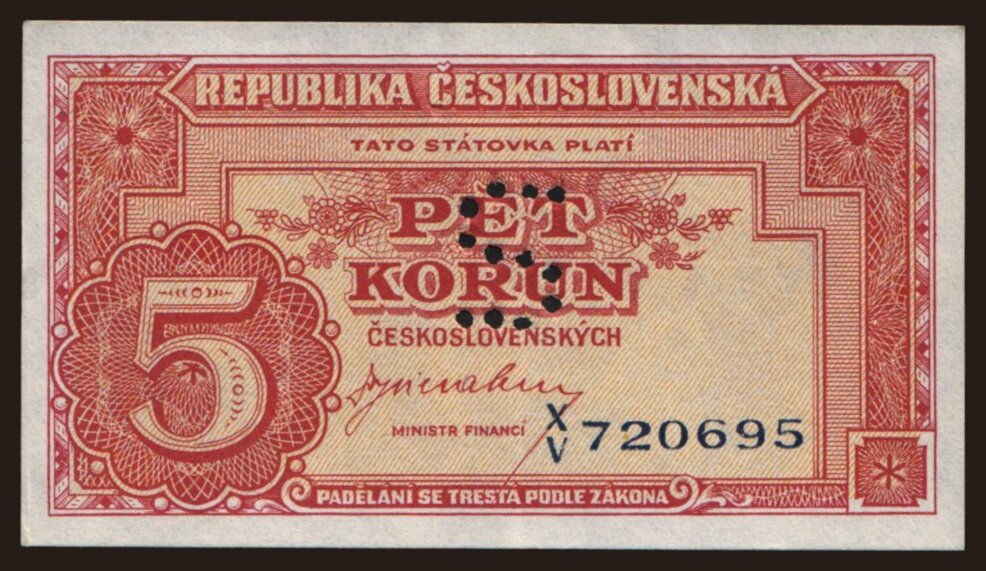 REPUBLIKA ČESKOSLOVENSKÁ
TATO STÁTOVKA PLATÍ
PĚT
KORUN
ČESKOSLOVENSKÝCH
5
MINISTR FINANCÍ
X/V 720695
PADĚLÁNÍ SE TRESTÁ PODLE ZÁKONA